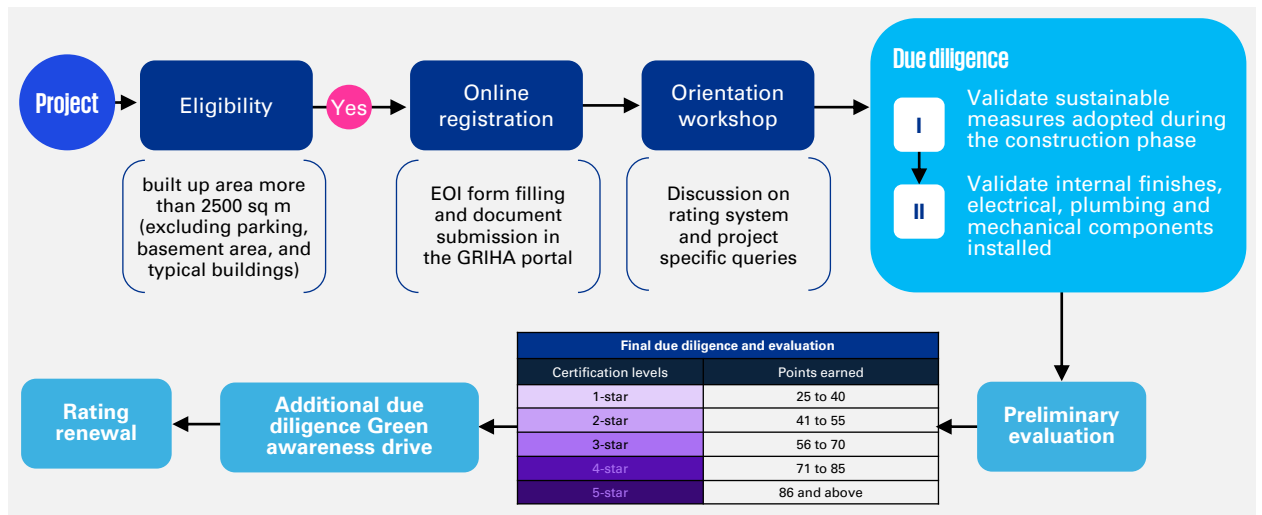 Project
Eligibility
Yes
Online
registration
Orientation
workshop
built up area more
than 2500 sq m
(excluding parking,
basement area, and
typical buildings)
EOI form filling
and document
submission in
the GRIHA portal
Discussion on
rating system
and project
specific queries
Due diligence
I
Validate sustainable
measures adopted during
the construction phase
II
Validate internal finishes,
electrical, plumbing and
mechanical components
installed
Preliminary
evaluation
Final due diligence and evaluation
Certification levels Points earned
1-star 25 to 40
2-star 41 to 55
3-star 56 to 70
4-star 71 to 85
5-star 86 and above
Additional due
diligence Green
awareness drive
Rating
renewal